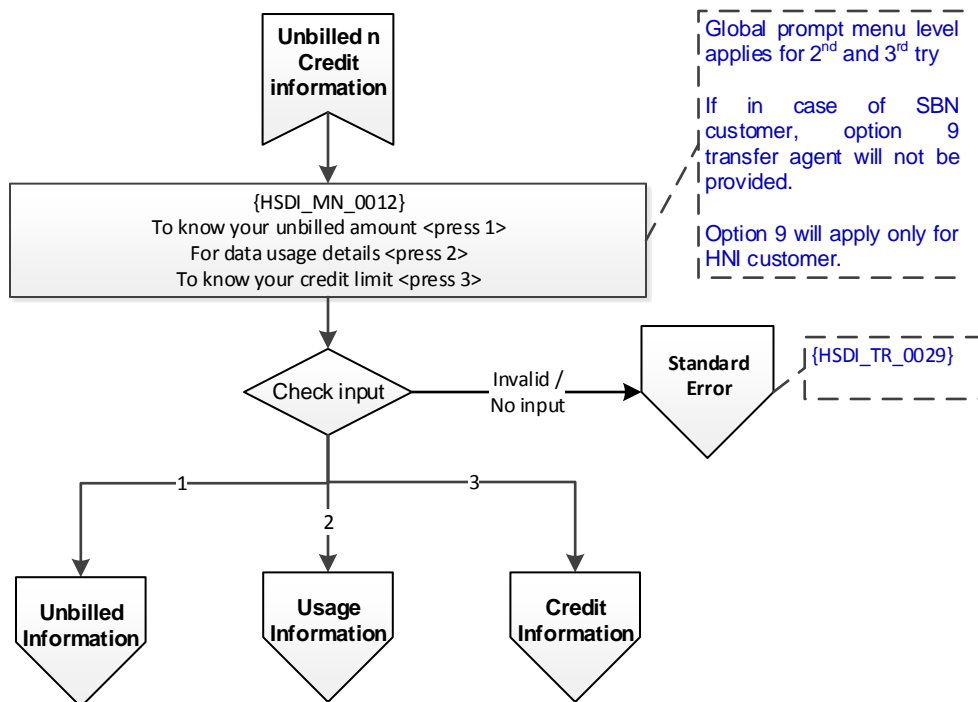 Unbilled n
Credit
information
Global prompt menu level
applies for 2nd and 3rd try
If in case of SBN
customer, option 9
transfer agent will not be
provided.
Option 9 will apply only for
HNI customer.
{HSDI_MN_0012}
To know your unbilled amount <press 1>
For data usage details <press 2>
To know your credit limit <press 3>
Check input
Invalid /
No input
Standard
Error
{HSDI_TR_0029}
1
2
3
Unbilled
Information
Usage
Information
Credit
Information